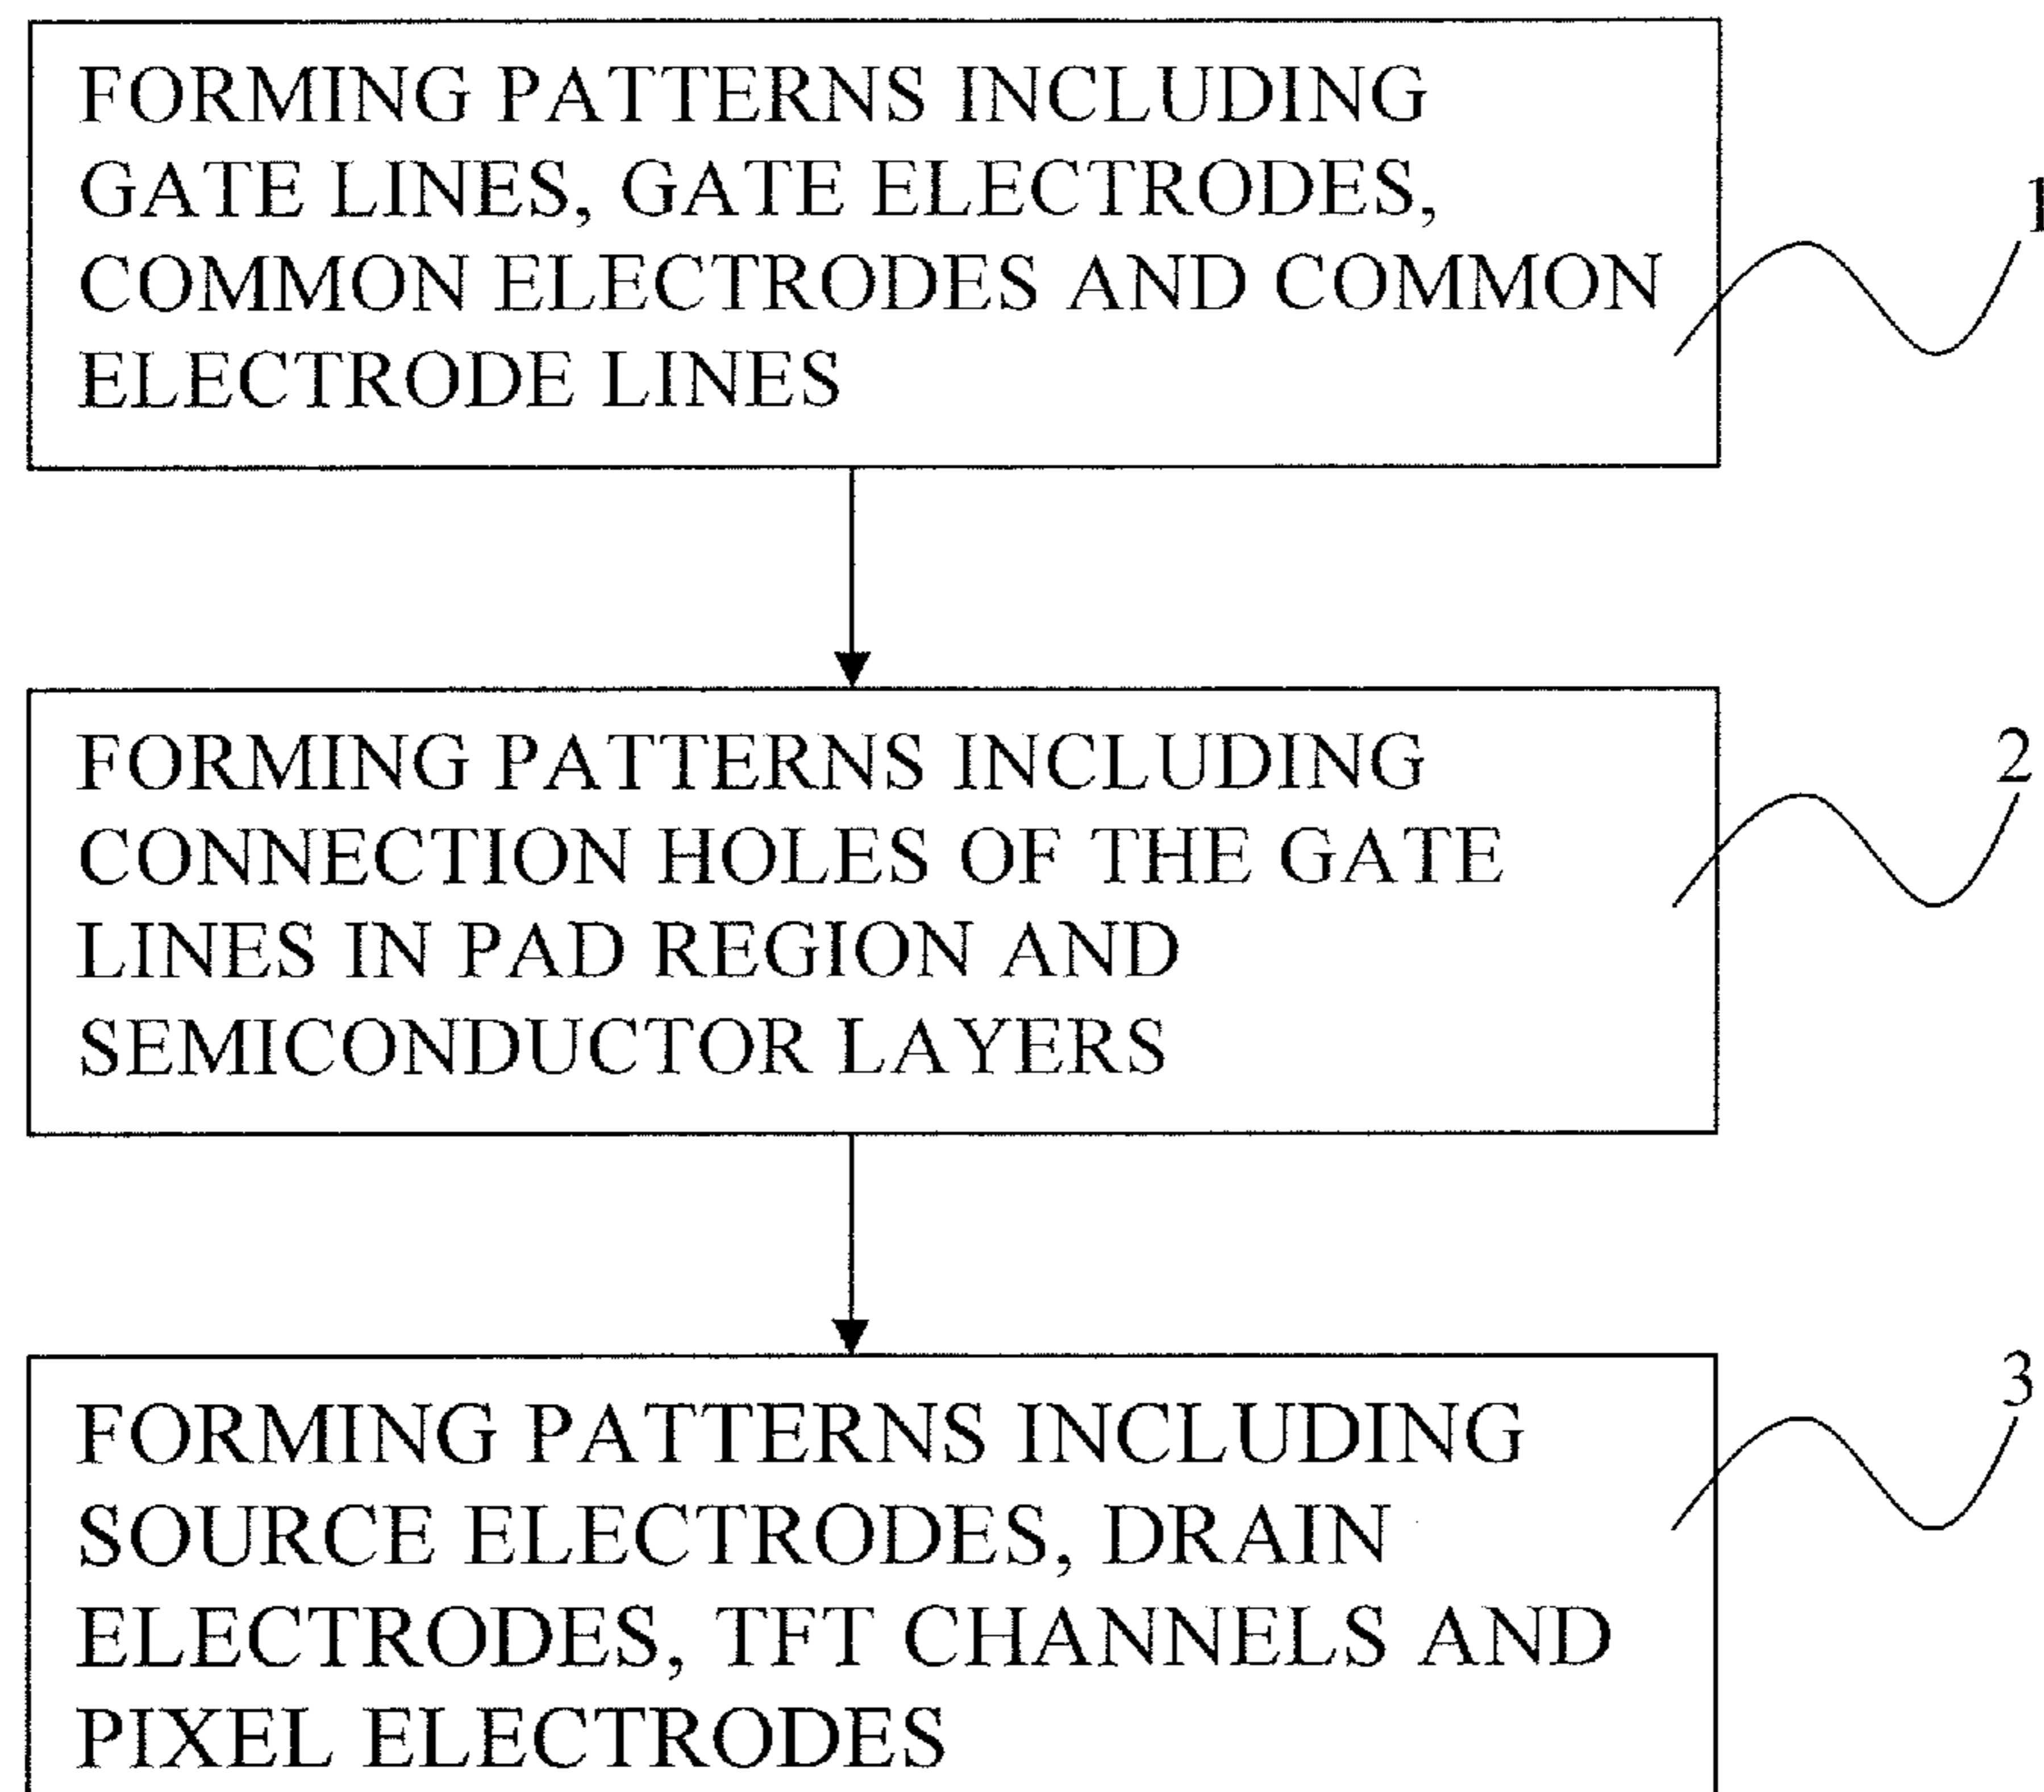 FORMING PATTERNS INCLUDING
GATE LINES, GATE ELECTRODES,
COMMON ELECTRODES AND COMMON
ELECTRODE LINES
1
FORMING PATTERNS INCLUDING
CONNECTION HOLES OF THE GATE
LINES IN PAD REGION AND
SEMICONDUCTOR LAYERS
2
FORMING PATTERNS INCLUDING
SOURCE ELECTRODES, DRAIN
ELECTRODES, TFT CHANNELS AND
PIXEL ELECTRODES
3